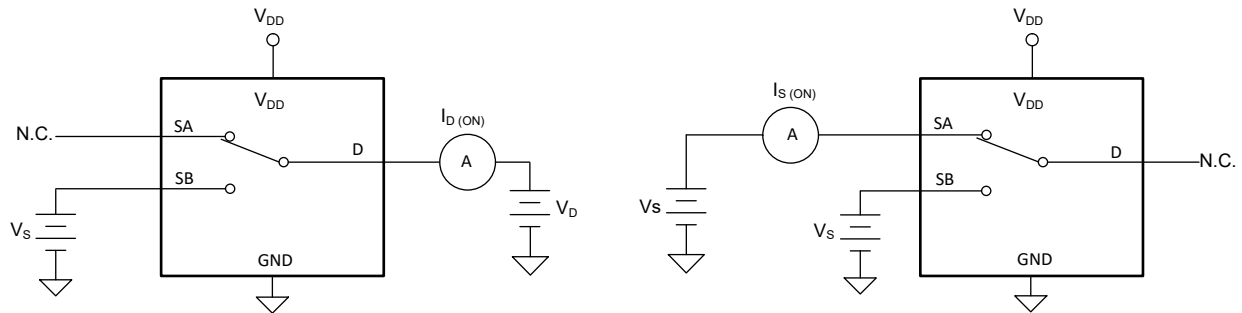 VDD
VDD
N.C.
SA
SB
D
ID (ON)
A
VS
VD
GND
VDD
VDD
IS (ON)
A
SA
SB
D
N.C.
Vs
VS
GND